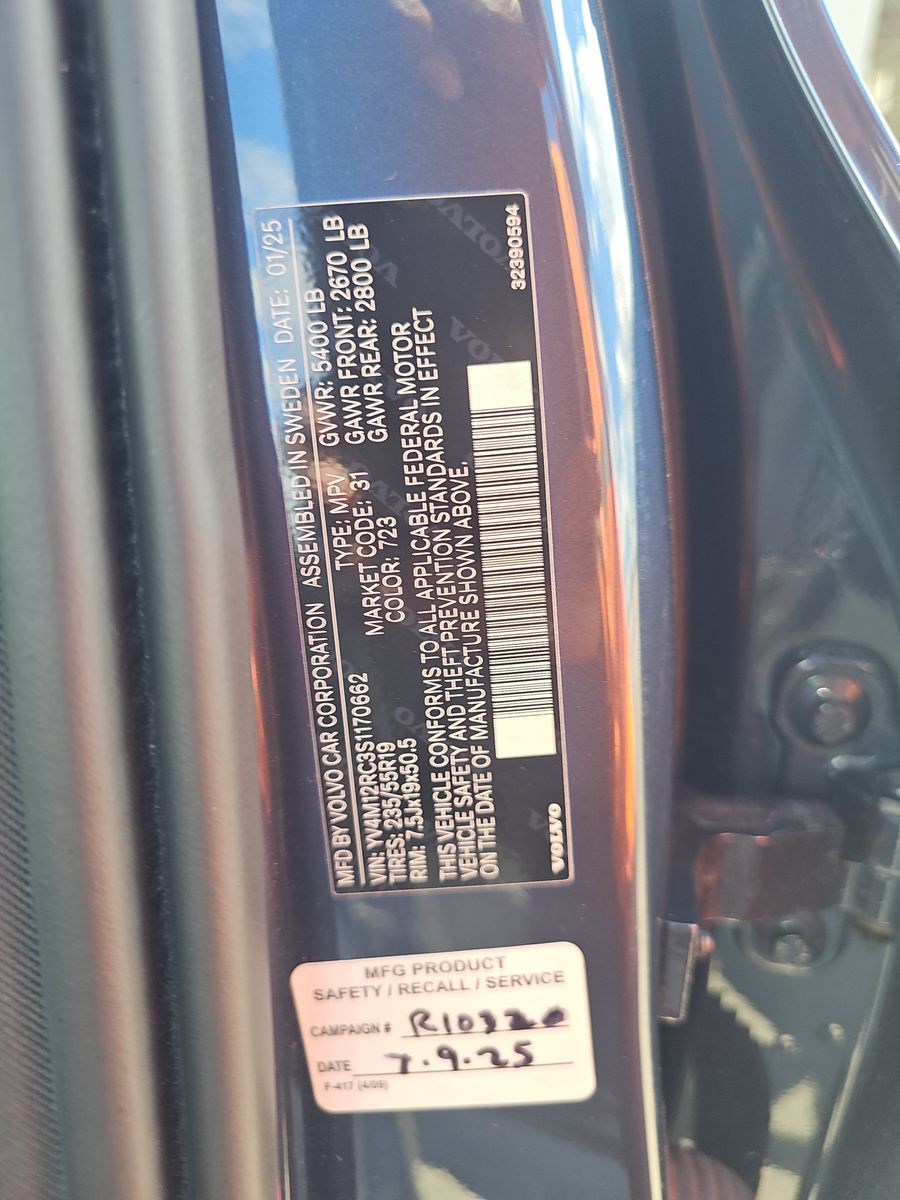 MFD BY VOLVO CAR CORPORATION ASSEMBLED IN SWEDEN DATE: 01/25
VIN: YV4M12RC3S1170662 TYPE: MPV GVWR: 5400 LB
TIRES: 235/55R19 MARKET CODE: 31 GAWR FRONT: 2670 LB
RIM: 7.5Jx19x50.5 COLOR: 723 GAWR REAR: 2800 LB
THIS VEHICLE CONFORMS TO ALL APPLICABLE FEDERAL MOTOR
VEHICLE SAFETY AND THEFT PREVENTION STANDARDS IN EFFECT
ON THE DATE OF MANUFACTURE SHOWN ABOVE.
VOLVO 32390594
MFG PRODUCT
SAFETY / RECALL / SERVICE
CAMPAIGN # R10320
DATE 7.9.25
F-417 (4/09)